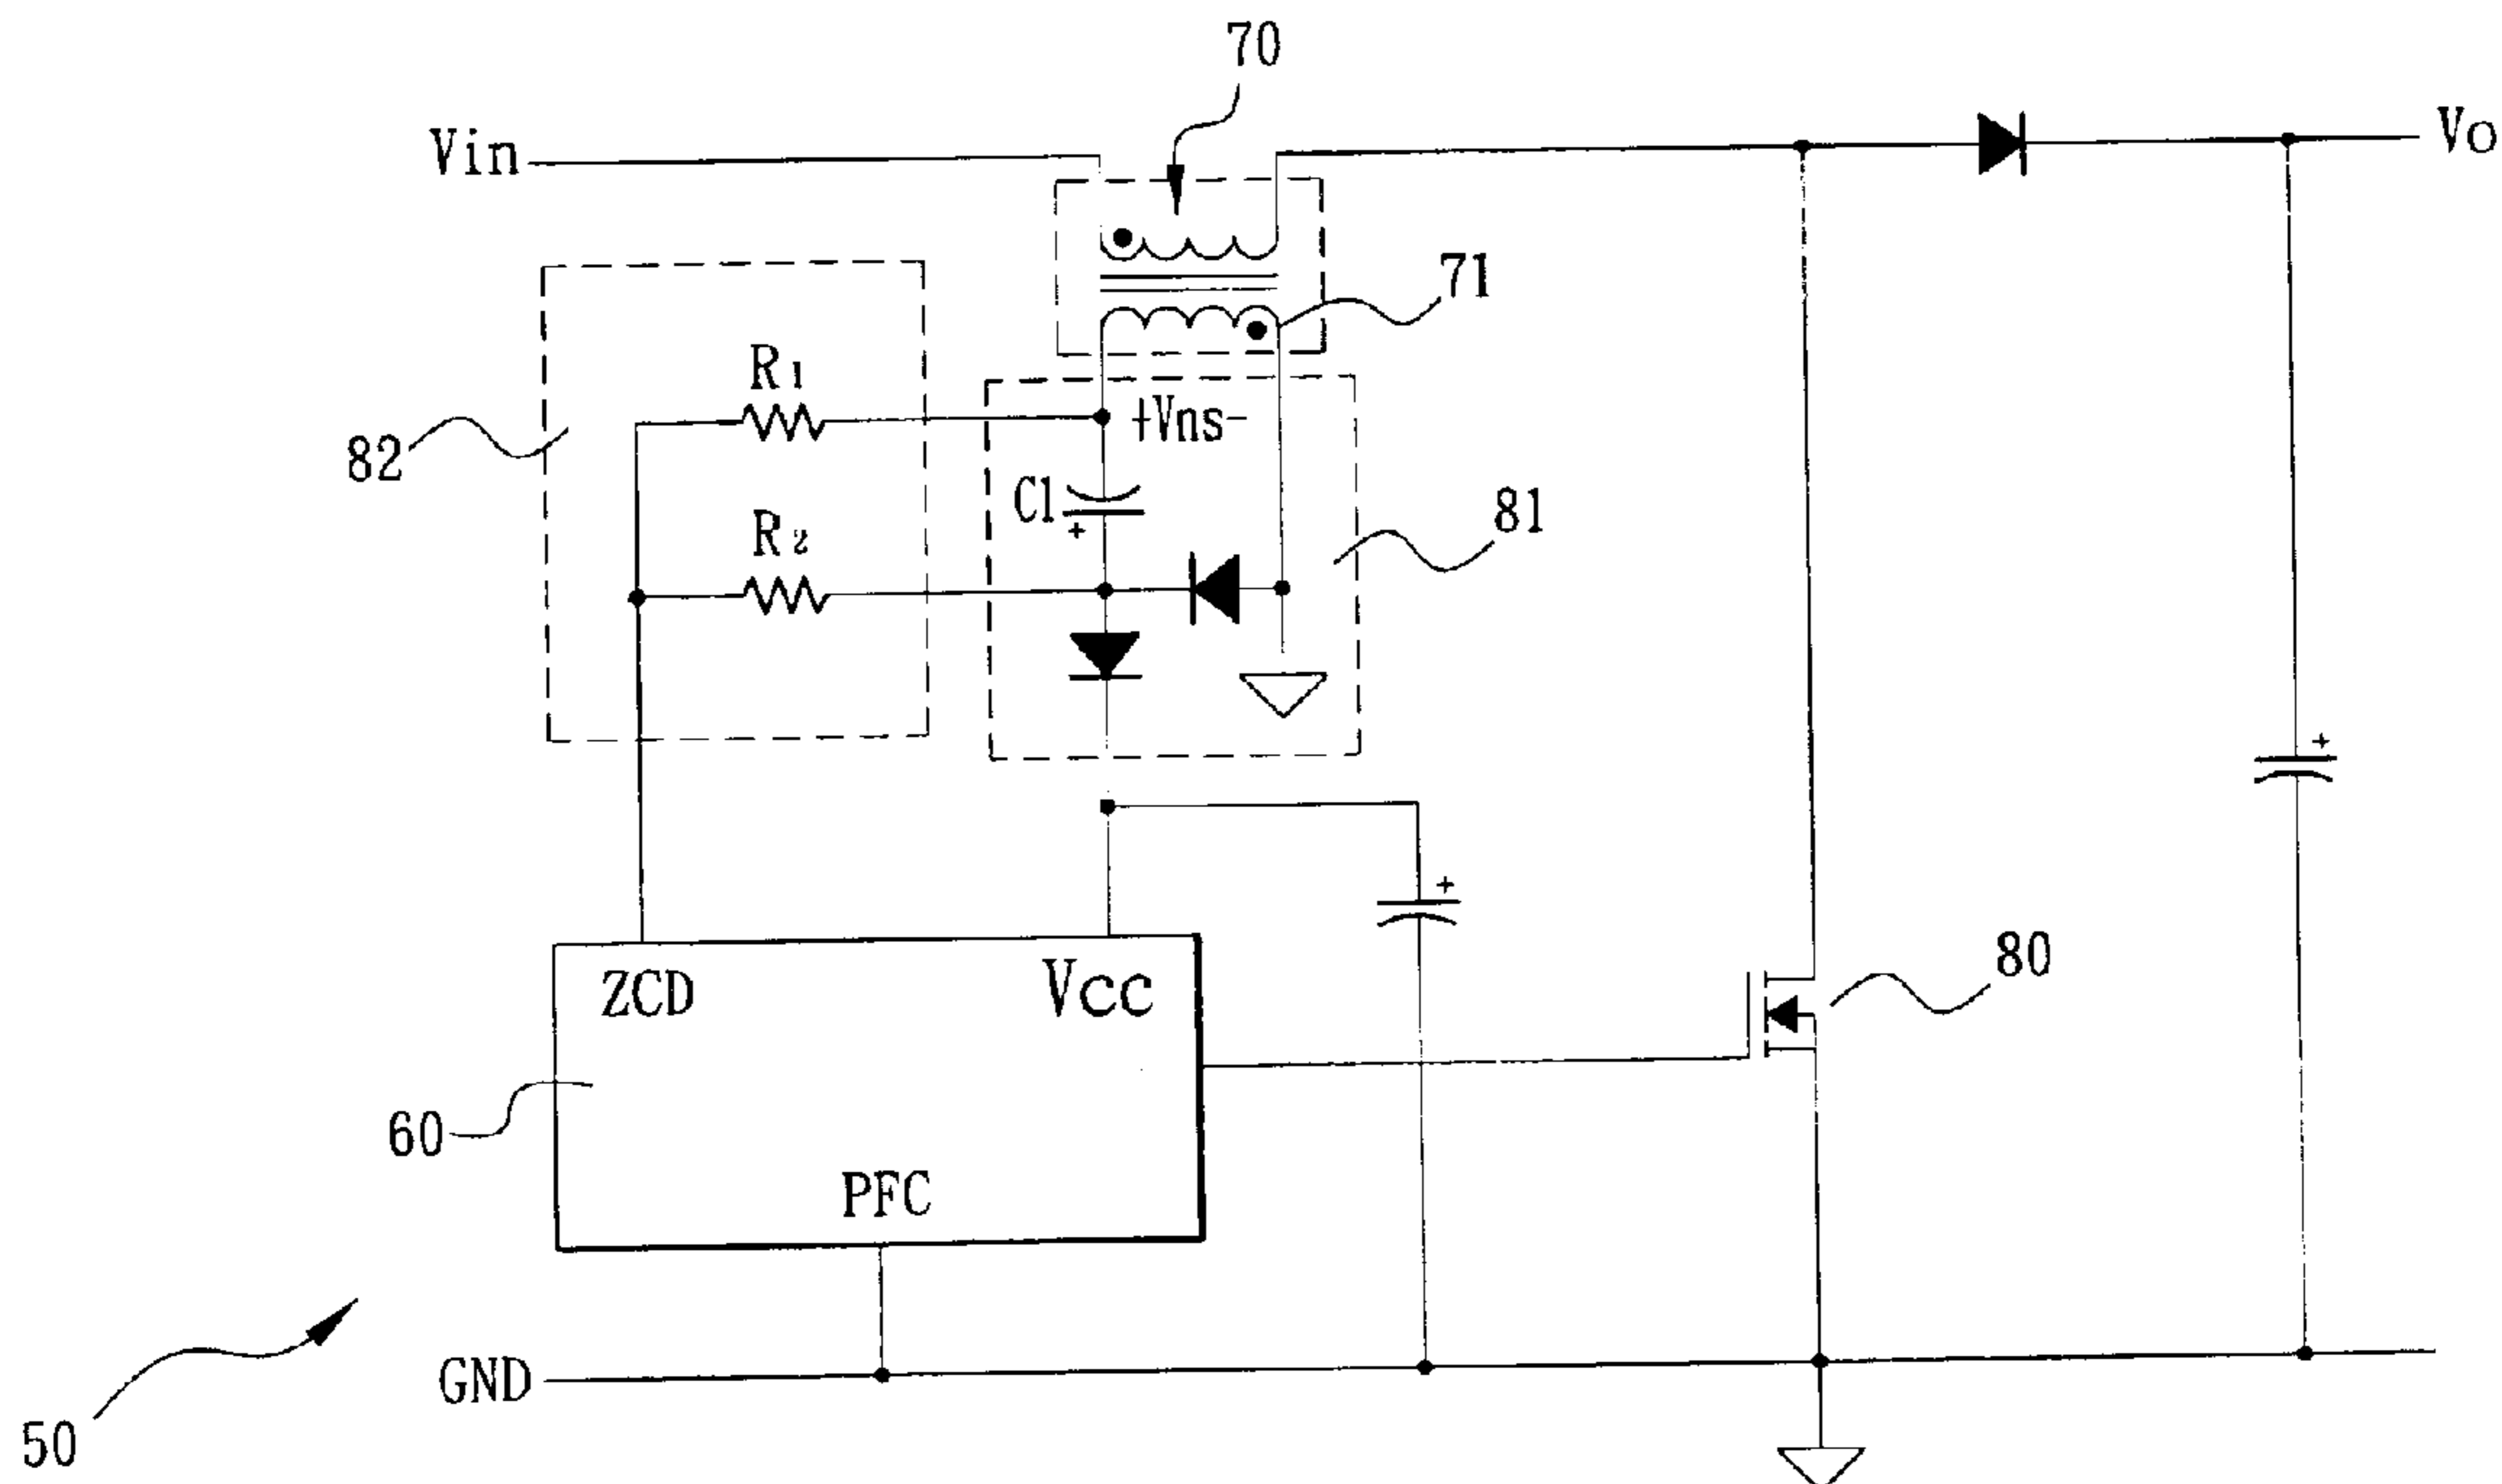 70
Vin
Vo
71
R1
82
+Vns-
C1
+
81
R2
+
+
ZCD
Vcc
80
60
PFC
GND
50